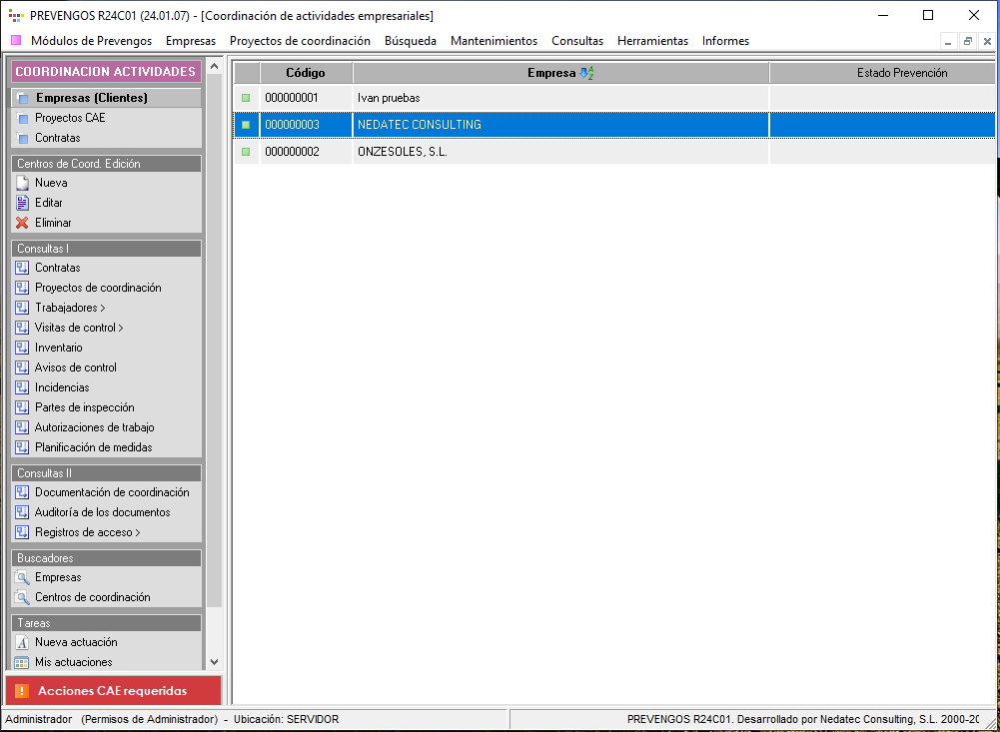 PREVENGOS R24C01 (24.01.07) - [Coordinación de actividades empresariales]
Módulos de Prevengos Empresas Proyectos de coordinación Búsqueda Mantenimientos Consultas Herramientas Informes
COORDINACION ACTIVIDADES
Empresas (Clientes)
Proyectos CAE
Contratas
Centros de Coord. Edición
Nueva
Editar
Eliminar
Consultas I
Contratas
Proyectos de coordinación
Trabajadores >
Visitas de control >
Inventario
Avisos de control
Incidencias
Partes de inspección
Autorizaciones de trabajo
Planificación de medidas
Consultas II
Documentación de coordinación
Auditoría de los documentos
Registros de acceso >
Buscadores
Empresas
Centros de coordinación
Tareas
Nueva actuación
Mis actuaciones
Acciones CAE requeridas
Código Empresa Estado Prevención
000000001 Ivan pruebas
000000003 NEDATEC CONSULTING
000000002 ONZESOLES, S.L.
Administrador (Permisos de Administrador) - Ubicación: SERVIDOR
PREVENGOS R24C01. Desarrollado por Nedatec Consulting, S.L. 2000-20